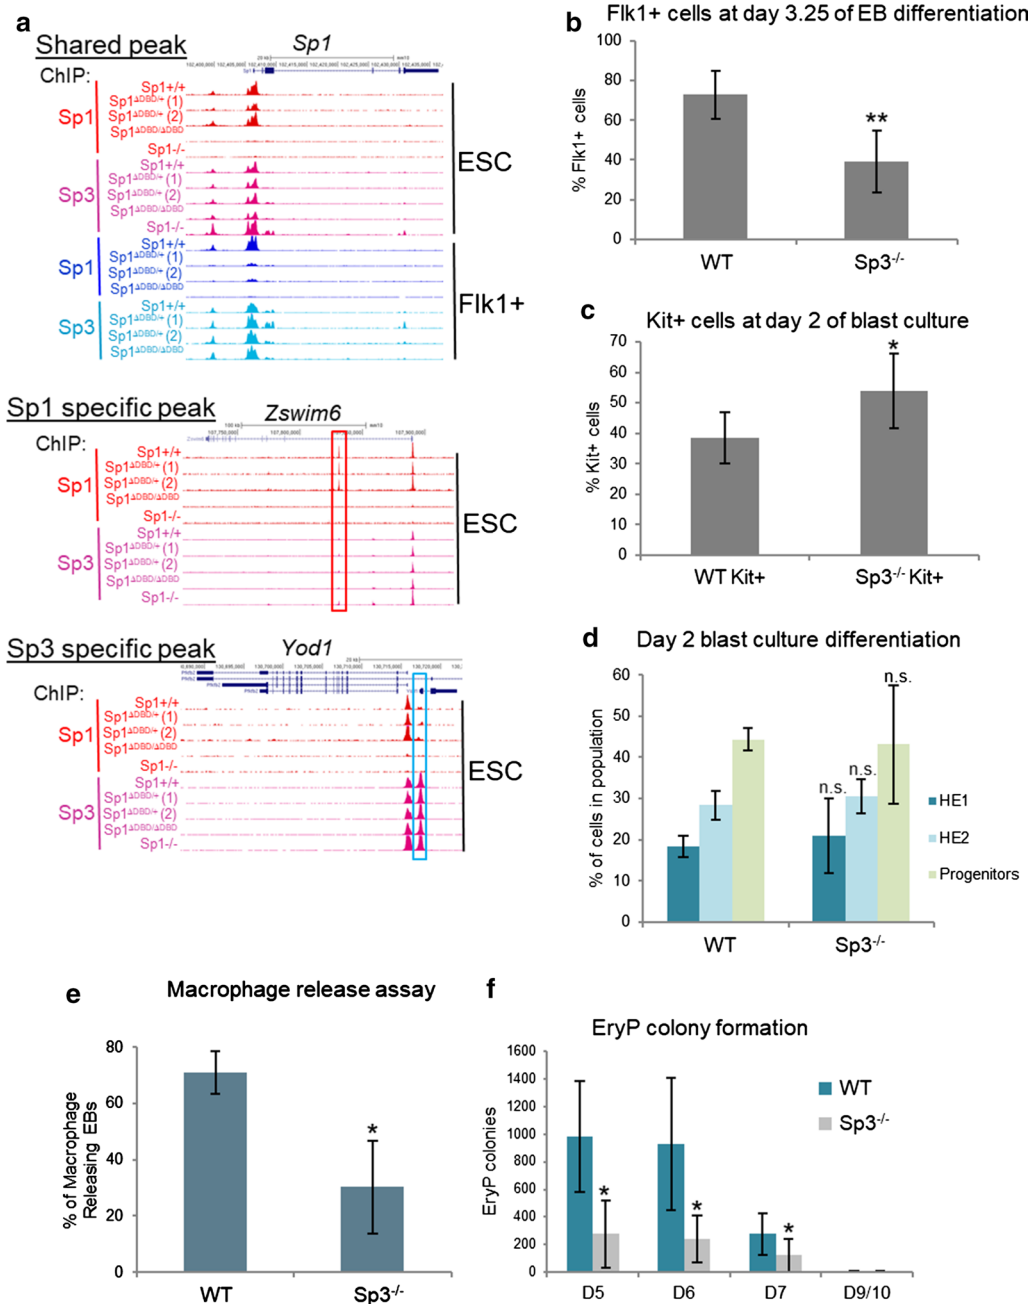 a
Shared peak
Sp1
ChIP:
Sp1
Sp1+/+
Sp1ΔDBD/+ (1)
Sp1ΔDBD/+ (2)
Sp1ΔDBD/ΔDBD
Sp1-/-
Sp3
Sp1+/+
Sp1ΔDBD/+ (1)
Sp1ΔDBD/+ (2)
Sp1ΔDBD/ΔDBD
Sp1-/-
ESC
Sp1
Sp1+/+
Sp1ΔDBD/+ (1)
Sp1ΔDBD/+ (2)
Sp1ΔDBD/ΔDBD
Sp3
Sp1+/+
Sp1ΔDBD/+ (1)
Sp1ΔDBD/+ (2)
Sp1ΔDBD/ΔDBD
Flk1+
Sp1 specific peak
Zswim6
ChIP:
Sp1
Sp1+/+
Sp1ΔDBD/+ (1)
Sp1ΔDBD/+ (2)
Sp1ΔDBD/ΔDBD
Sp1-/-
Sp3
Sp1+/+
Sp1ΔDBD/+ (1)
Sp1ΔDBD/+ (2)
Sp1ΔDBD/ΔDBD
Sp1-/-
ESC
Sp3 specific peak
Yod1
ChIP:
Sp1
Sp1+/+
Sp1ΔDBD/+ (1)
Sp1ΔDBD/+ (2)
Sp1ΔDBD/ΔDBD
Sp1-/-
Sp3
Sp1+/+
Sp1ΔDBD/+ (1)
Sp1ΔDBD/+ (2)
Sp1ΔDBD/ΔDBD
Sp1-/-
ESC
b
Flk1+ cells at day 3.25 of EB differentiation
% Flk1+ cells
100
80
60
40
20
0
**
WT
Sp3-/-
c
Kit+ cells at day 2 of blast culture
% Kit+ cells
70
60
50
40
30
20
10
0
*
WT Kit+
Sp3-/- Kit+
d
Day 2 blast culture differentiation
% of cells in population
60
50
40
30
20
10
0
n.s.
n.s.
n.s.
HE1
HE2
Progenitors
WT
Sp3-/-
e
Macrophage release assay
% of Macrophage
Releasing EBs
80
60
40
20
0
*
WT
Sp3-/-
f
EryP colony formation
EryP colonies
1600
1400
1200
1000
800
600
400
200
0
WT
Sp3-/-
*
*
*
D5
D6
D7
D9/10